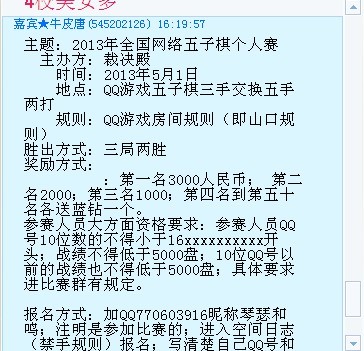 嘉宾★牛皮唐(545202126) 16:19:57
主题：2013年全国网络五子棋个人赛
主办方：裁决殿
时间：2013年5月1日
地点：QQ游戏五子棋三手交换五手
两打
规则：QQ游戏房间规则（即山口规
则）
胜出方式：三局两胜
奖励方式：
：第一名3000人民币； 第二
名2000；第三名1000；第四名到第五十
名各送蓝钻一个。
参赛人员大方面资格要求：参赛人员QQ
号10位数的不得小于16xxxxxxxxxx开
头；战绩也不得低于5000盘；10位QQ号以
前的战绩也不得低于5000盘；具体要求
进比赛群有规定。
报名方式：加QQ770603916昵称琴瑟和
鸣；注明是参加比赛的；进入空间日志
（禁手规则）报名；写清楚自己QQ号和